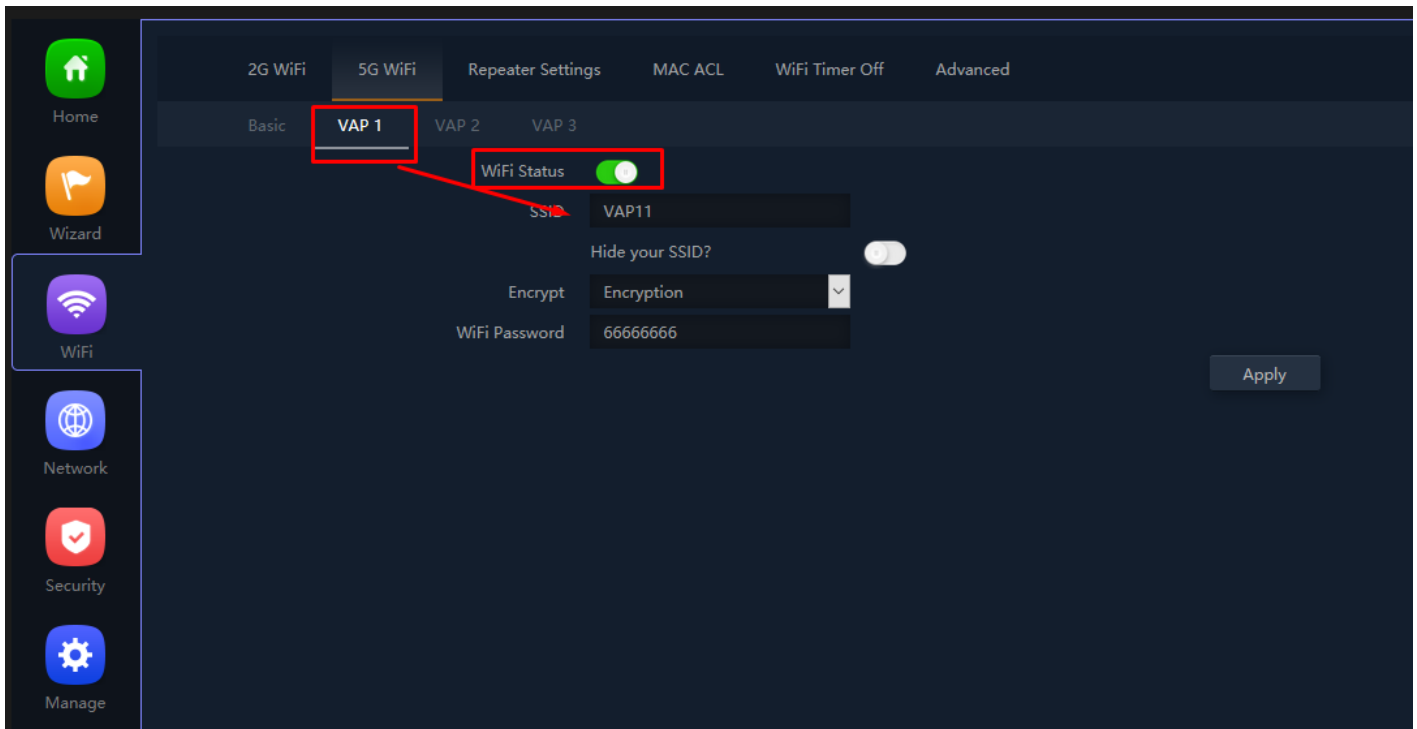 Home
Wizard
WiFi
Network
Security
Manage
2G WiFi 5G WiFi Repeater Settings MAC ACL WiFi Timer Off Advanced
Basic VAP 1 VAP 2 VAP 3
WiFi Status
SSID VAP11
Hide your SSID?
Encrypt Encryption
WiFi Password 66666666
Apply